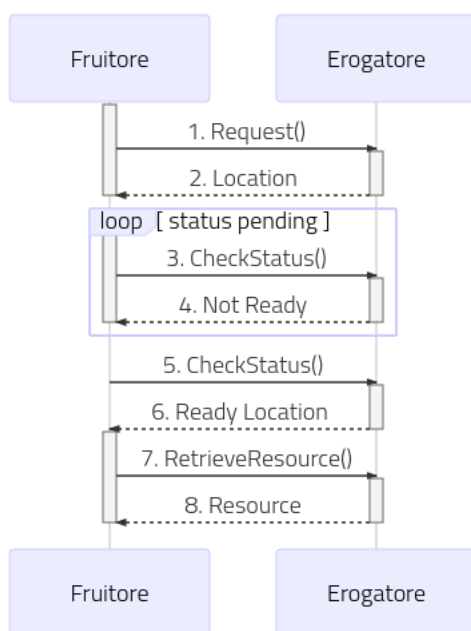 Fruitore Erogatore
1. Request()
2. Location
loop [ status pending ]
3. CheckStatus()
4. Not Ready
5. CheckStatus()
6. Ready Location
7. RetrieveResource()
8. Resource
Fruitore Erogatore